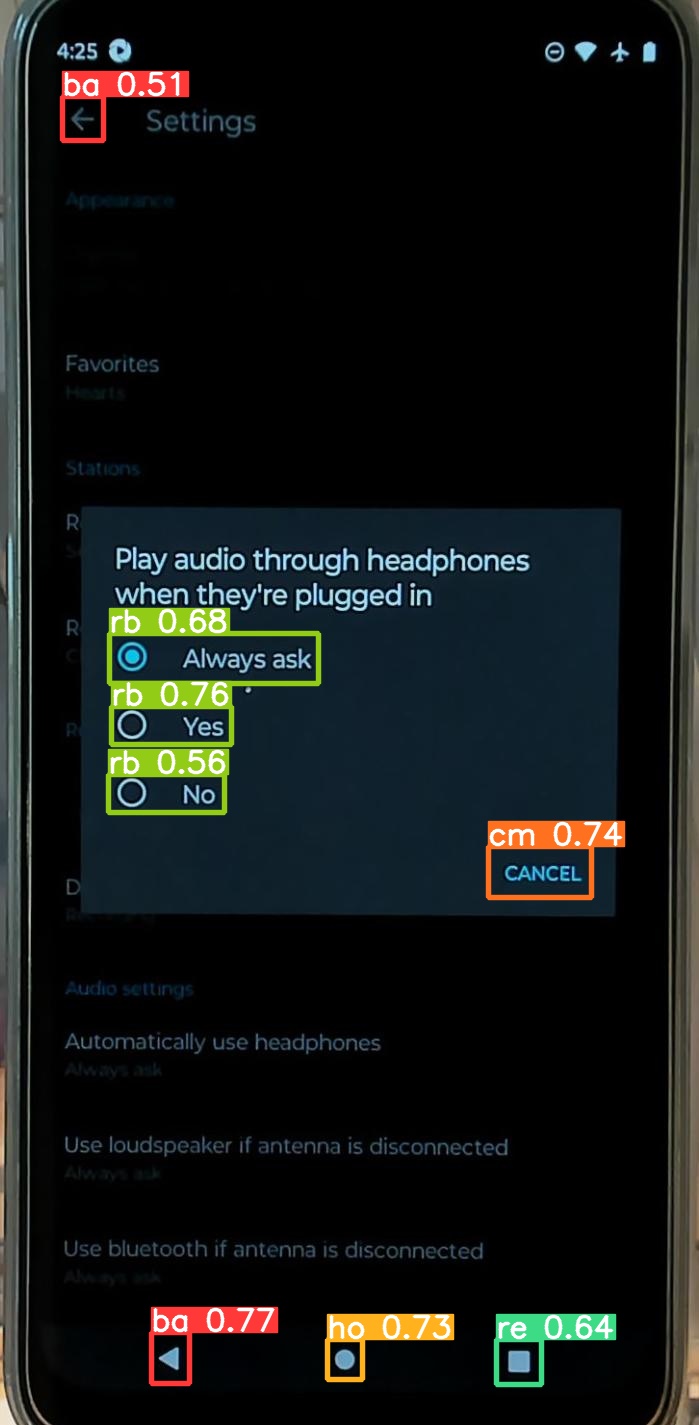 4:25
ba 0.51
Settings
Appearance
Favorites
Hearts
Stations
R
Play audio through headphones
when they're plugged in
R
rb 0.68
Always ask
rb 0.76
Yes
rb 0.56
No
cm 0.74
CANCEL
D
Audio settings
Automatically use headphones
Always ask
Use loudspeaker if antenna is disconnected
Always ask
Use bluetooth if antenna is disconnected
Always ask
ba 0.77
ho 0.73
re 0.64